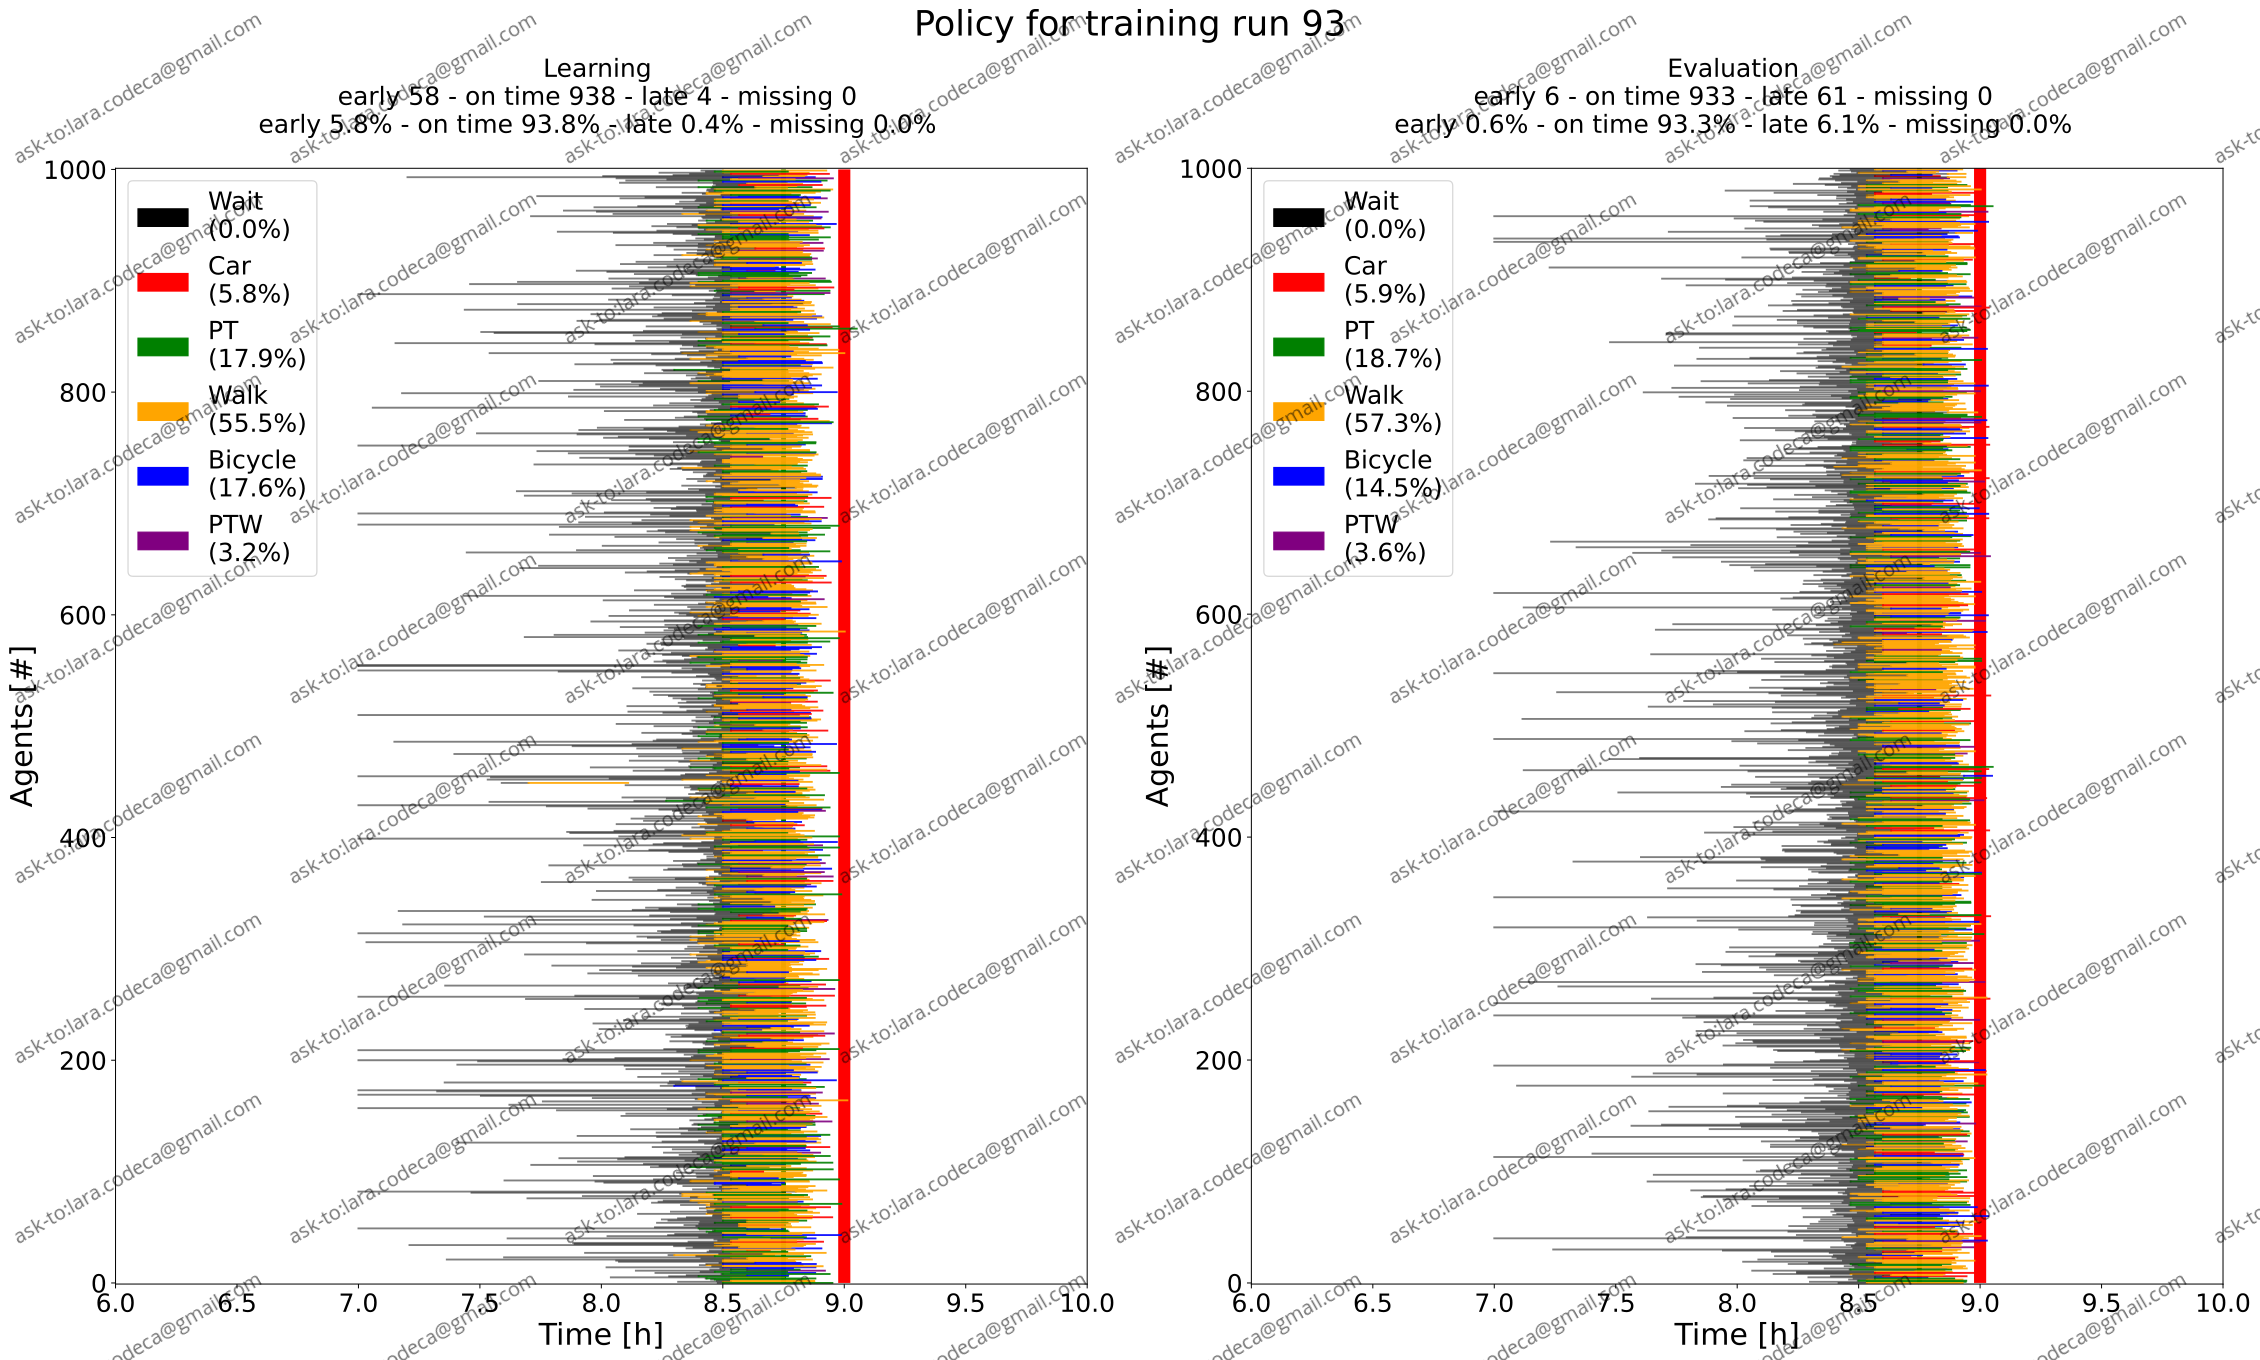 Policy for training run 93
Learning
early 58 - on time 938 - late 4 - missing 0
early 5.8% - on time 93.8% - late 0.4% - missing 0.0%
Evaluation
early 6 - on time 933 - late 61 - missing 0
early 0.6% - on time 93.3% - late 6.1% - missing 0.0%
Agents [#]
1000
800
600
400
200
0
Wait
(0.0%)
Car
(5.8%)
PT
(17.9%)
Walk
(55.5%)
Bicycle
(17.6%)
PTW
(3.2%)
6.0 6.5 7.0 7.5 8.0 8.5 9.0 9.5 10.0
Time [h]
Agents [#]
1000
800
600
400
200
0
Wait
(0.0%)
Car
(5.9%)
PT
(18.7%)
Walk
(57.3%)
Bicycle
(14.5%)
PTW
(3.6%)
6.0 6.5 7.0 7.5 8.0 8.5 9.0 9.5 10.0
Time [h]
ask-to:lara.codeca@gmail.com